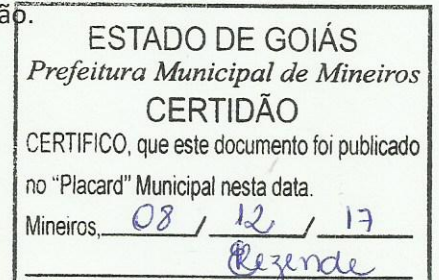 ão.
ESTADO DE GOIÁS
Prefeitura Municipal de Mineiros
CERTIDÃO
CERTIFICO, que este documento foi publicado
no “Placard” Municipal nesta data.
Mineiros, 08 / 12 / 17
Rezende